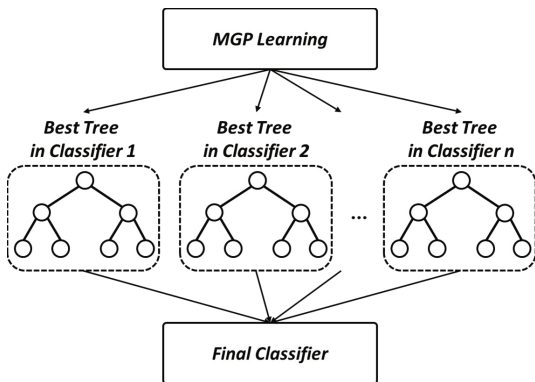 MGP Learning
Best Tree
in Classifier 1
Best Tree
in Classifier 2
Best Tree
in Classifier n
...
Final Classifier